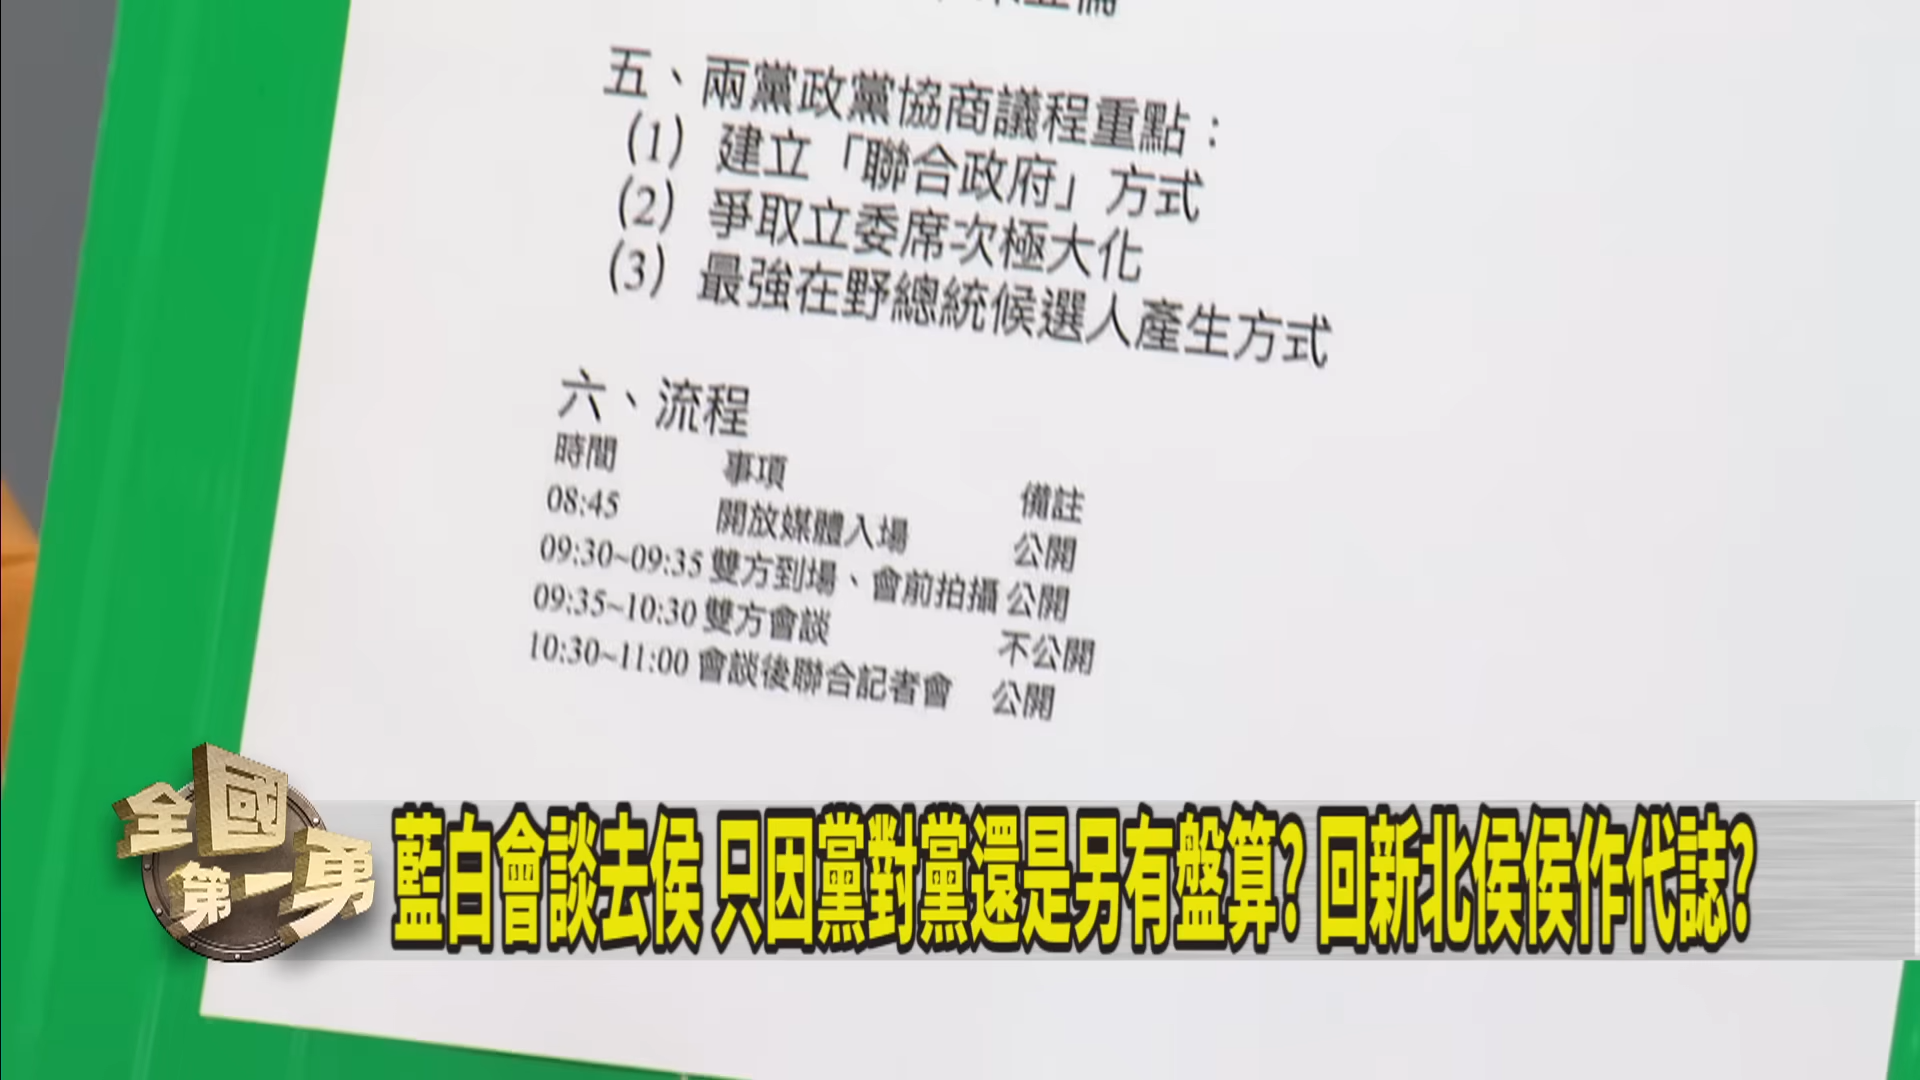 五、兩黨政黨協商議程重點：
(1) 建立「聯合政府」方式
(2) 爭取立委席次極大化
(3) 最強在野總統候選人產生方式
六、流程
時間 事項 備註
08:45 開放媒體入場 公開
09:30~09:35 雙方到場、會前拍攝 公開
09:35~10:30 雙方會談 不公開
10:30~11:00 會談後聯合記者會 公開
全國第一勇
藍白會談去侯 只因黨對黨還是另有盤算? 回新北侯侯作代誌?